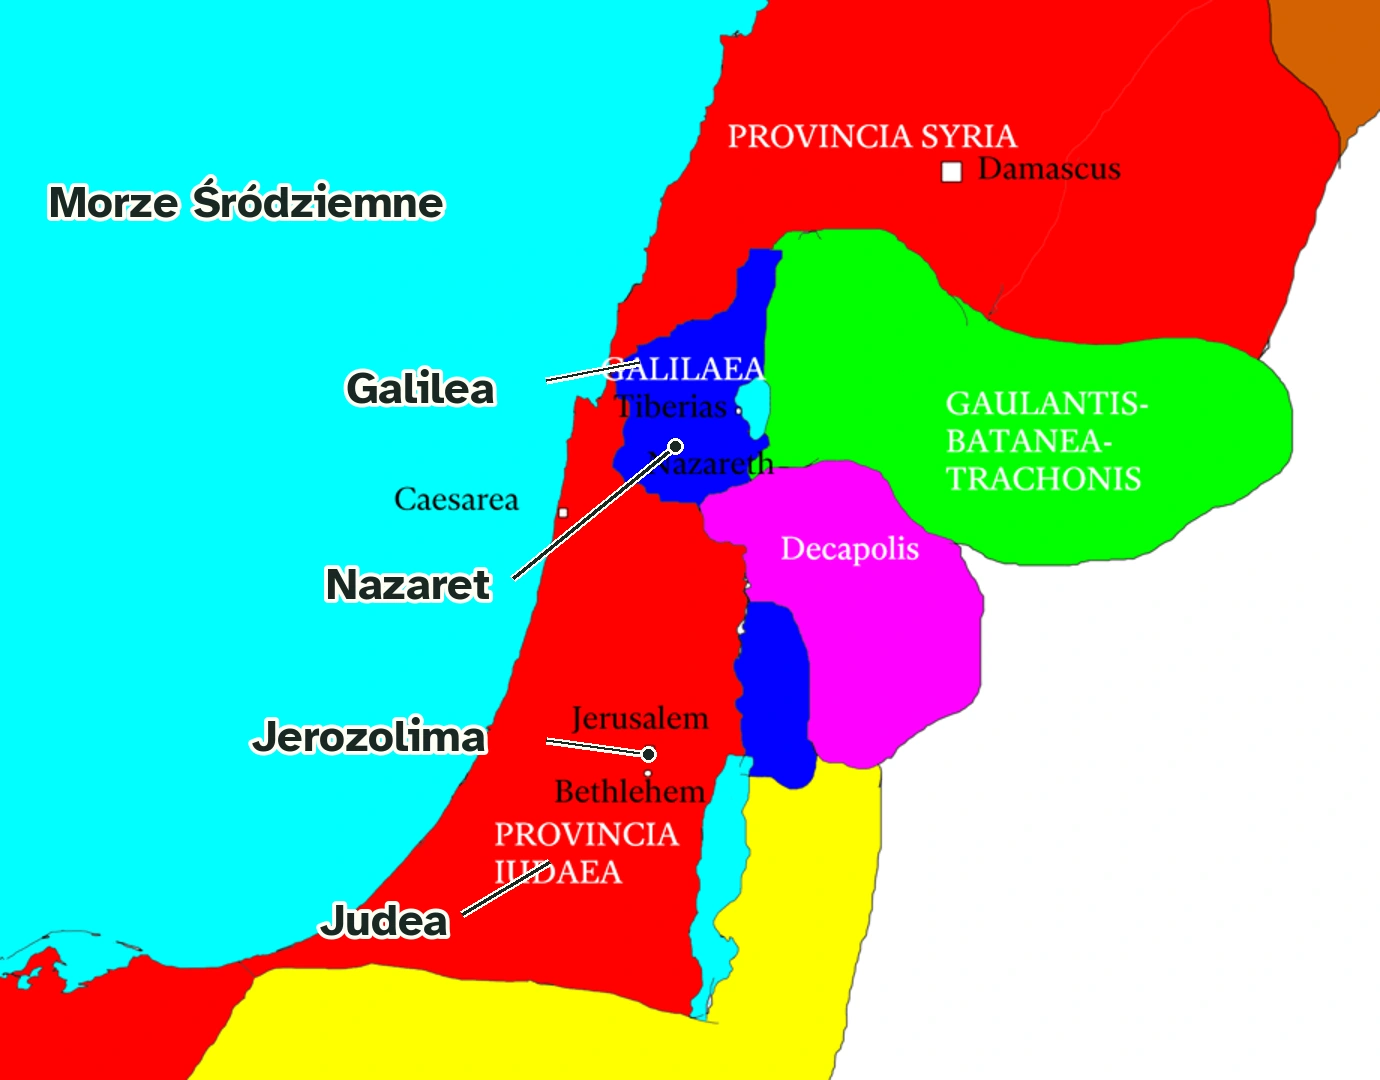 PROVINCIA SYRIA
Damascus
Morze Śródziemne
GALILAEA
Galilea
Tiberias
GAULANTIS-
BATANEA-
TRACHONIS
Nazareth
Caesarea
Decapolis
Nazaret
Jerusalem
Jerozolima
Bethlehem
PROVINCIA
IUDAEA
Judea